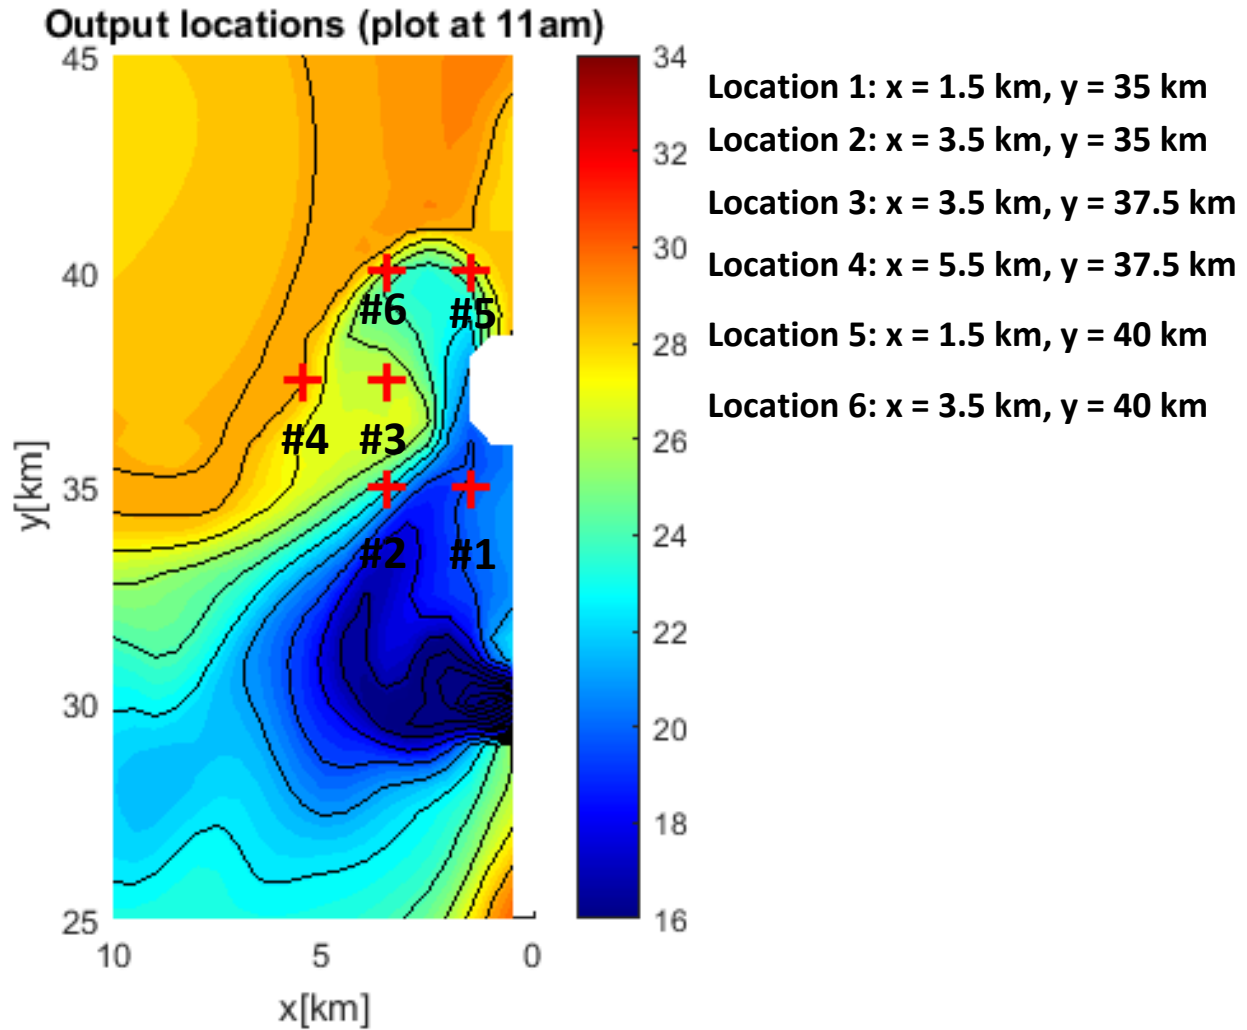 Output locations (plot at 11am)
45
40
35
30
25
y[km]
10
5
0
x[km]
#6
#5
#4
#3
#2
#1
34
32
30
28
26
24
22
20
18
16
Location 1: x = 1.5 km, y = 35 km
Location 2: x = 3.5 km, y = 35 km
Location 3: x = 3.5 km, y = 37.5 km
Location 4: x = 5.5 km, y = 37.5 km
Location 5: x = 1.5 km, y = 40 km
Location 6: x = 3.5 km, y = 40 km